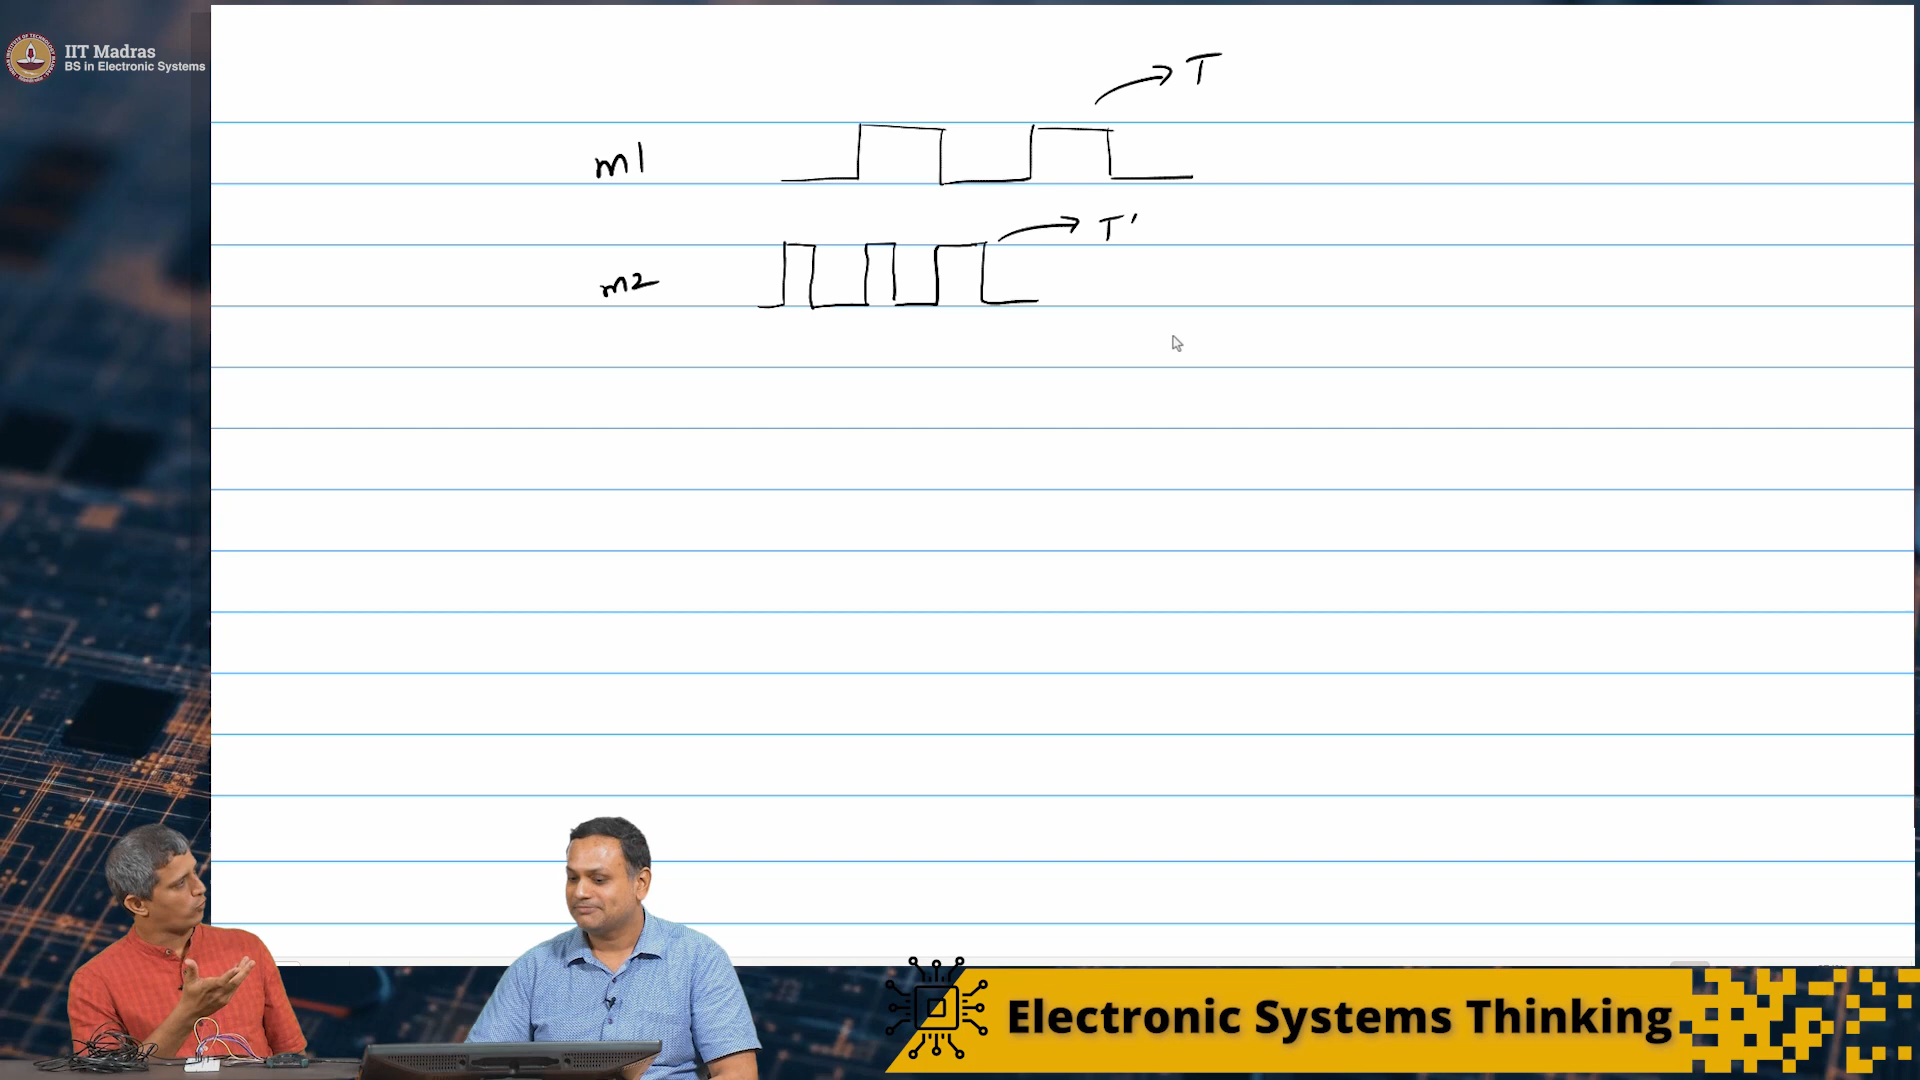 IIT Madras
BS in Electronic Systems
T
m1
T'
m2
Electronic Systems Thinking